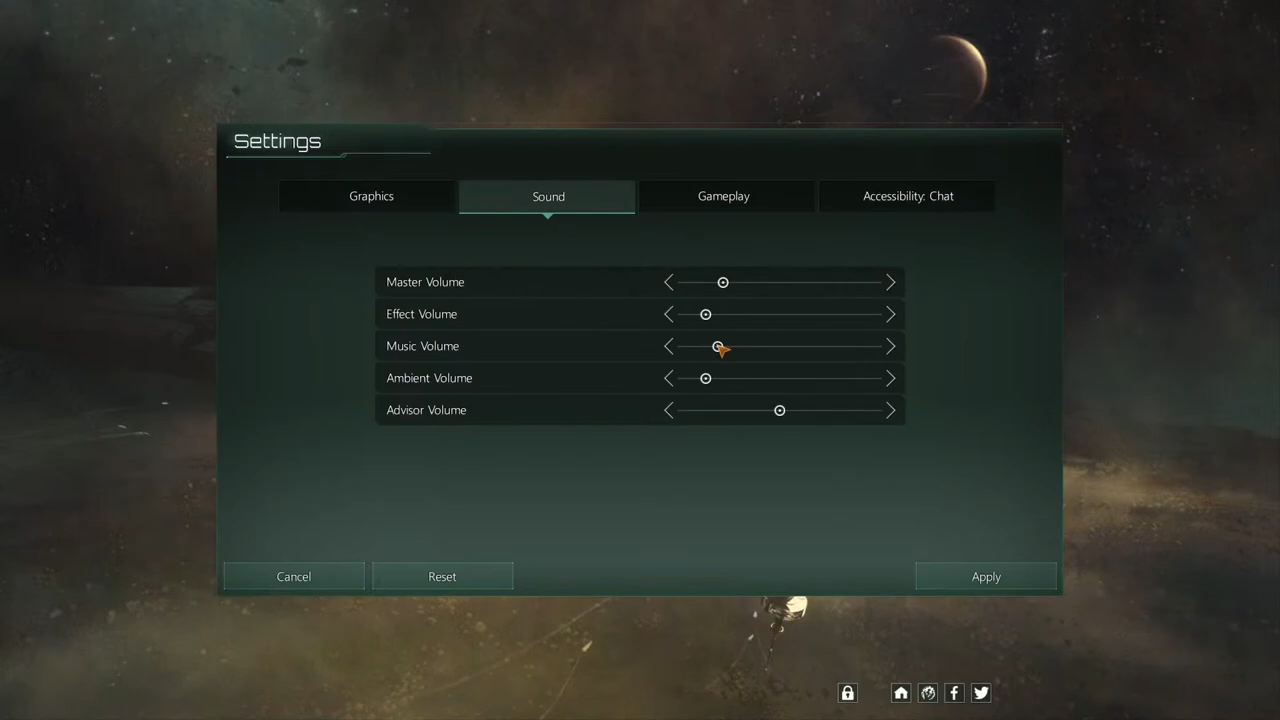 Settings
Graphics
Sound
Gameplay
Accessibility: Chat
Master Volume
Effect Volume
Music Volume
Ambient Volume
Advisor Volume
Cancel
Reset
Apply